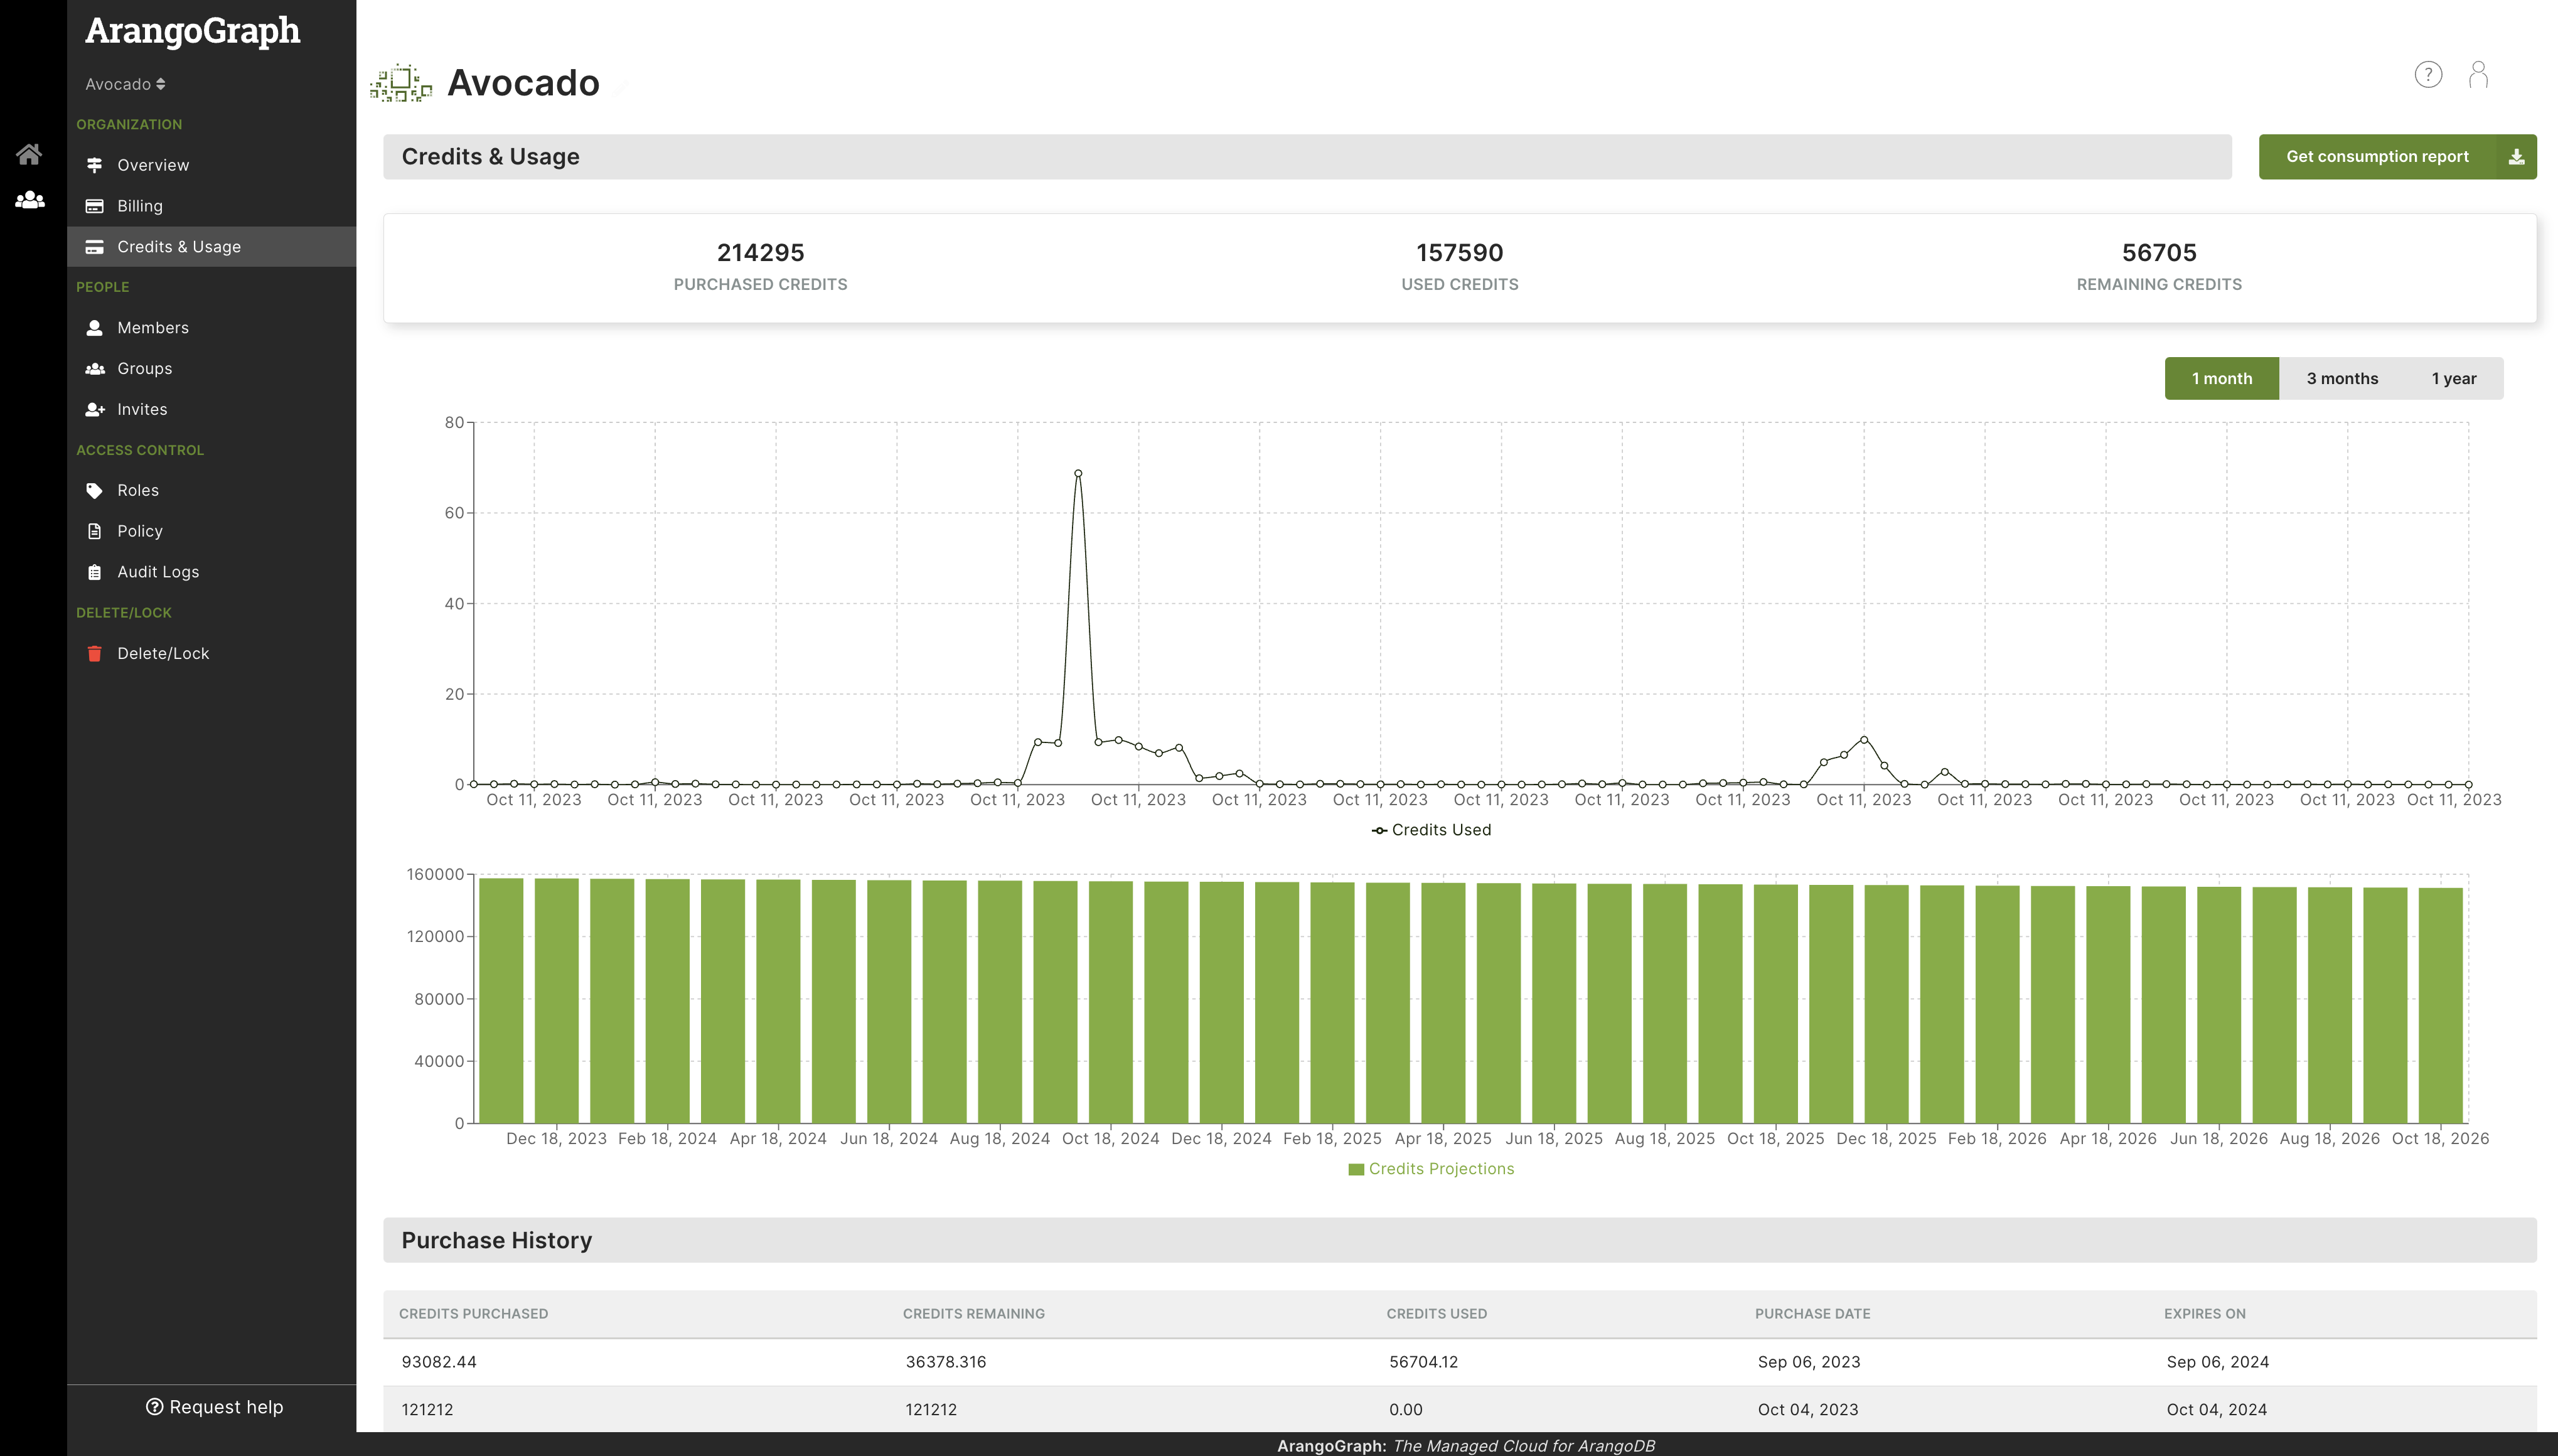 ArangoGraph
Avocado
ORGANIZATION
Overview
Billing
Credits & Usage
PEOPLE
Members
Groups
Invites
ACCESS CONTROL
Roles
Policy
Audit Logs
DELETE/LOCK
Delete/Lock
Request help
Avocado
?
Credits & Usage
Get consumption report
214295 157590 56705
PURCHASED CREDITS USED CREDITS REMAINING CREDITS
1 month 3 months 1 year
80
60
40
20
0
Oct 11, 2023 Oct 11, 2023 Oct 11, 2023 Oct 11, 2023 Oct 11, 2023 Oct 11, 2023 Oct 11, 2023 Oct 11, 2023 Oct 11, 2023 Oct 11, 2023 Oct 11, 2023 Oct 11, 2023 Oct 11, 2023 Oct 11, 2023 Oct 11, 2023 Oct 11, 2023 Oct 11, 2023
Credits Used
160000
120000
80000
40000
0
Dec 18, 2023 Feb 18, 2024 Apr 18, 2024 Jun 18, 2024 Aug 18, 2024 Oct 18, 2024 Dec 18, 2024 Feb 18, 2025 Apr 18, 2025 Jun 18, 2025 Aug 18, 2025 Oct 18, 2025 Dec 18, 2025 Feb 18, 2026 Apr 18, 2026 Jun 18, 2026 Aug 18, 2026 Oct 18, 2026
Credits Projections
Purchase History
CREDITS PURCHASED CREDITS REMAINING CREDITS USED PURCHASE DATE EXPIRES ON
93082.44 36378.316 56704.12 Sep 06, 2023 Sep 06, 2024
121212 121212 0.00 Oct 04, 2023 Oct 04, 2024
ArangoGraph: The Managed Cloud for ArangoDB